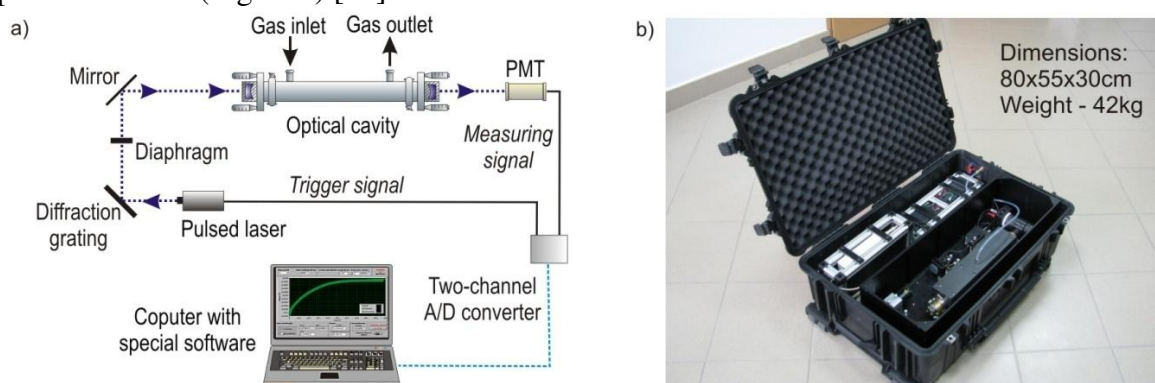 a)
Gas inlet
Gas outlet
Mirror
PMT
Optical cavity
Measuring
signal
Diaphragm
Trigger signal
Diffraction
grating
Pulsed laser
Two-channel
A/D converter
Coputer with
special software
b)
Dimensions:
80x55x30cm
Weight - 42kg